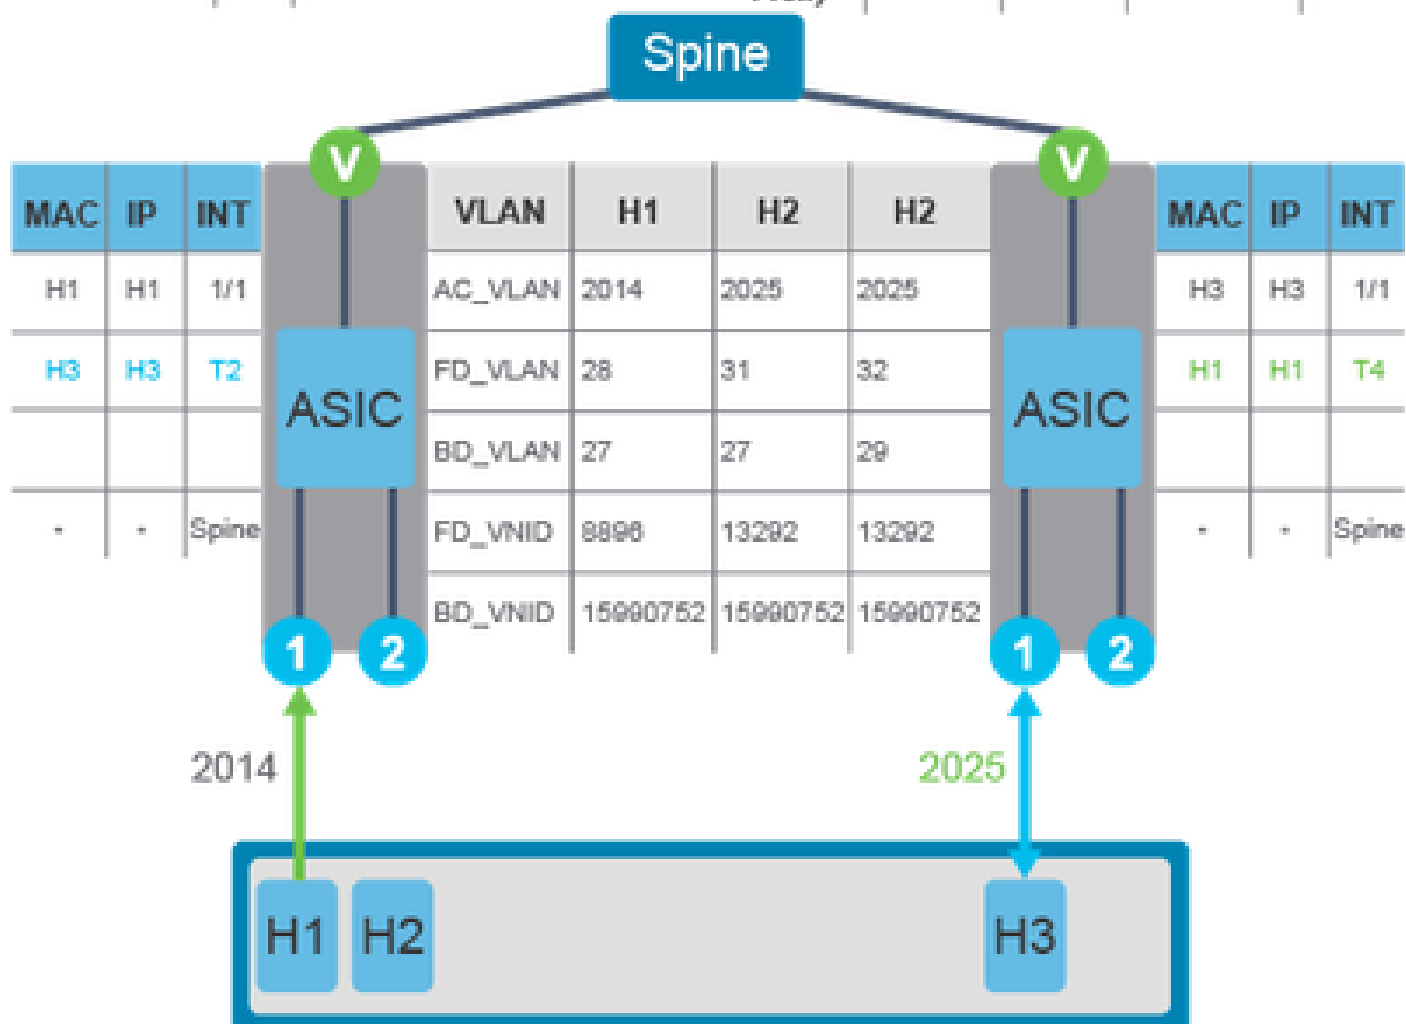 Spine
V V
MAC IP INT VLAN H1 H2 H2 MAC IP INT
H1 H1 1/1 AC_VLAN 2014 2025 2025 H3 H3 1/1
H3 H3 T2 FD_VLAN 28 31 32 H1 H1 T4
ASIC ASIC
BD_VLAN 27 27 29
- - Spine FD_VNID 8896 13292 13292 - - Spine
BD_VNID 15990752 15990752 15990752
1 2 1 2
2014 2025
H1 H2 H3